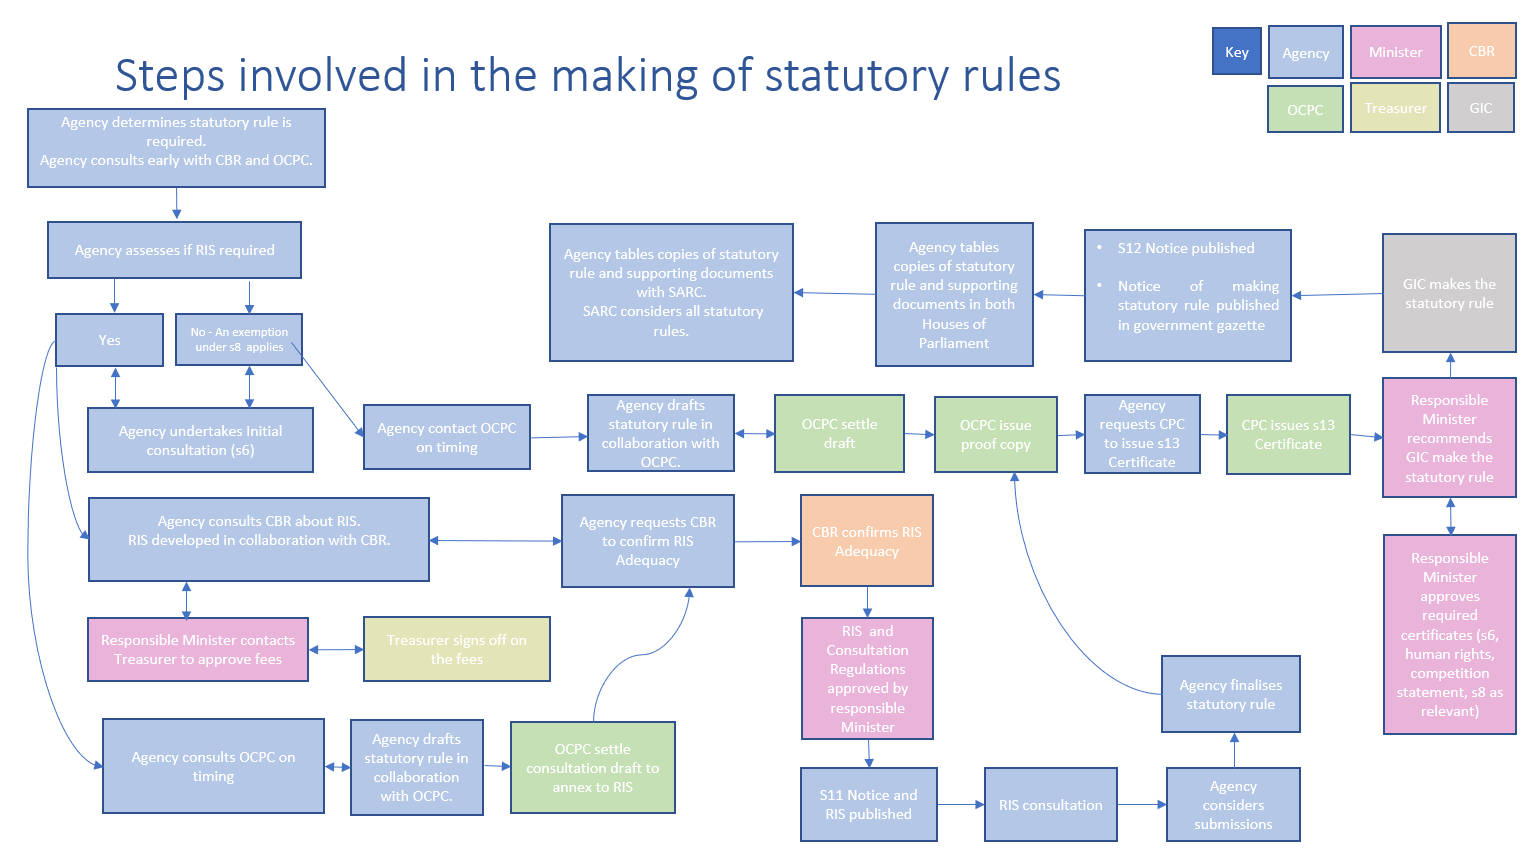 Steps involved in the making of statutory rules
Key
Agency
Minister
CBR
OCPC
Treasurer
GIC
Agency determines statutory rule is
required.
Agency consults early with CBR and OCPC.
Agency assesses if RIS required
Yes
No - An exemption
under s8 applies
Agency undertakes Initial
consultation (s6)
Agency tables copies of statutory
rule and supporting documents
with SARC.
SARC considers all statutory
rules.
Agency tables
copies of statutory
rule and supporting
documents in both
Houses of
Parliament
• S12 Notice published
• Notice of making
statutory rule published
in government gazette
GIC makes the
statutory rule
Agency contact OCPC
on timing
Agency drafts
statutory rule in
collaboration with
OCPC.
OCPC settle
draft
OCPC issue
proof copy
Agency
requests CPC
to issue s13
Certificate
CPC issues s13
Certificate
Responsible
Minister
recommends
GIC make the
statutory rule
Agency consults CBR about RIS.
RIS developed in collaboration with CBR.
Agency requests CBR
to confirm RIS
Adequacy
CBR confirms RIS
Adequacy
Responsible
Minister
approves
required
certificates (s6,
human rights,
competition
statement, s8 as
relevant)
Responsible Minister contacts
Treasurer to approve fees
Treasurer signs off on
the fees
RIS and
Consultation
Regulations
approved by
responsible
Minister
Agency finalises
statutory rule
Agency consults OCPC on
timing
Agency drafts
statutory rule in
collaboration
with OCPC.
OCPC settle
consultation draft to
annex to RIS
S11 Notice and
RIS published
RIS consultation
Agency
considers
submissions